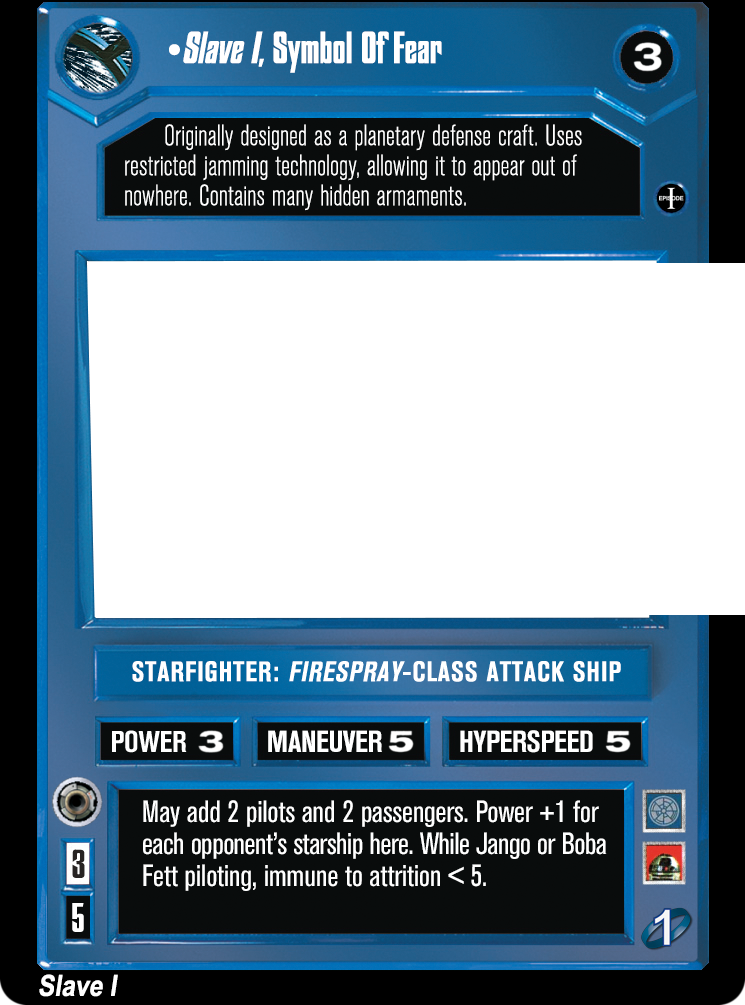 •Slave I, Symbol Of Fear
3
Originally designed as a planetary defense craft. Uses
restricted jamming technology, allowing it to appear out of
nowhere. Contains many hidden armaments.
EPISODE I
STARFIGHTER: FIRESPRAY-CLASS ATTACK SHIP
POWER 3 MANEUVER 5 HYPERSPEED 5
May add 2 pilots and 2 passengers. Power +1 for
each opponent's starship here. While Jango or Boba
Fett piloting, immune to attrition < 5.
3
5
1
Slave I